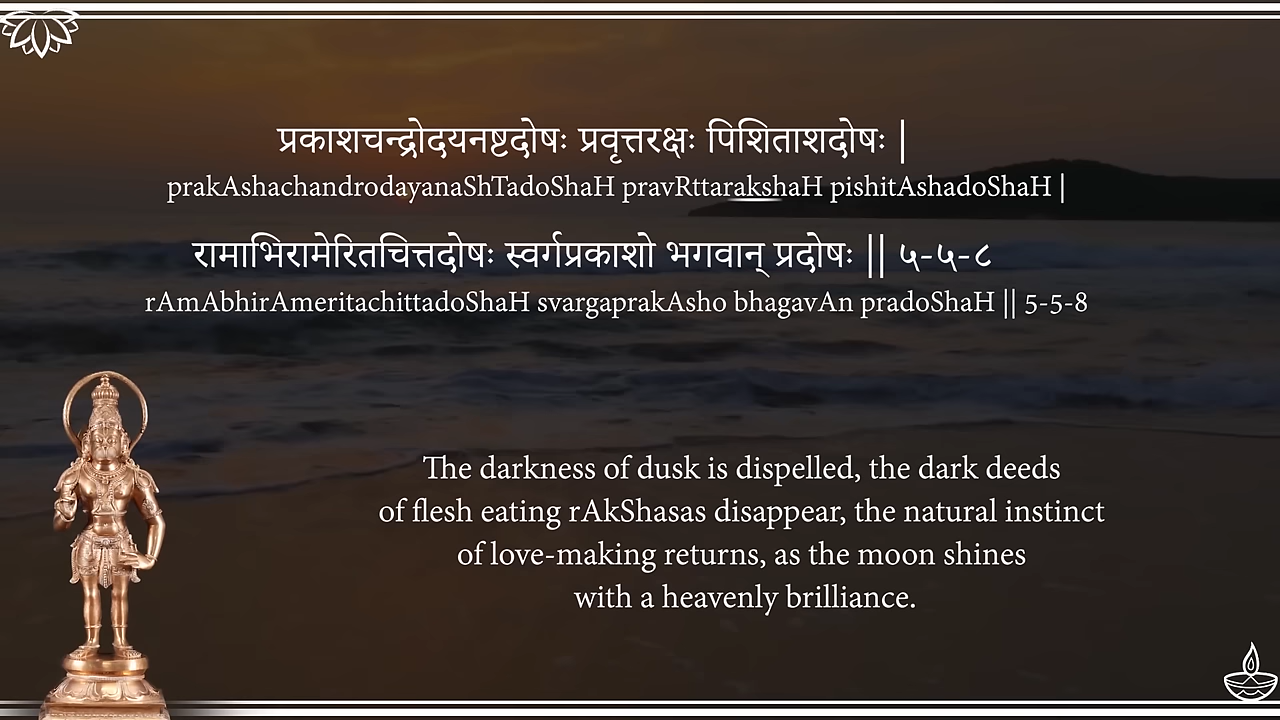 प्रकाशचन्द्रोदयनष्टदोषः प्रवृत्तरक्षः पिशिताशदोषः |
prakAshachandrodayanaShTadoShaH pravRttarakshaH pishitAshadoShaH |
रामाभिरामेरितचित्तदोषः स्वर्गप्रकाशो भगवान् प्रदोषः || ५-५-८
rAmAbhirAmeritachittadoShaH svargaprakAsho bhagavAn pradoShaH || 5-5-8
The darkness of dusk is dispelled, the dark deeds
of flesh eating rAkShasas disappear, the natural instinct
of love-making returns, as the moon shines
with a heavenly brilliance.